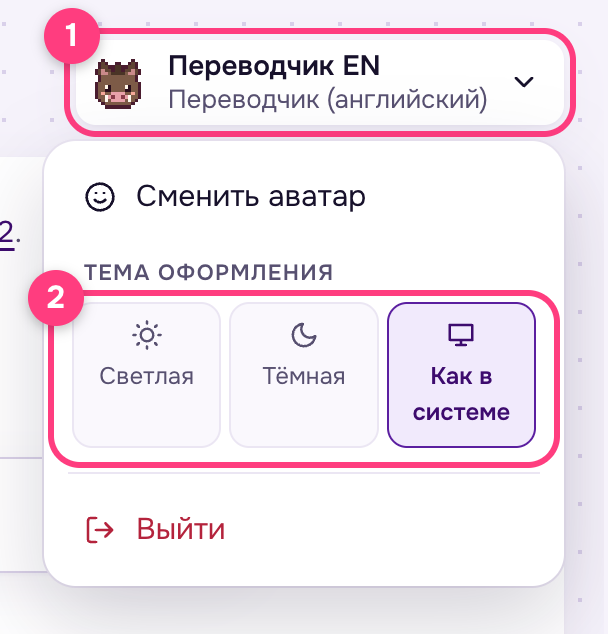 1
Переводчик EN
Переводчик (английский)
Сменить аватар
2.
ТЕМА ОФОРМЛЕНИЯ
2
Светлая
Тёмная
Как в
системе
Выйти